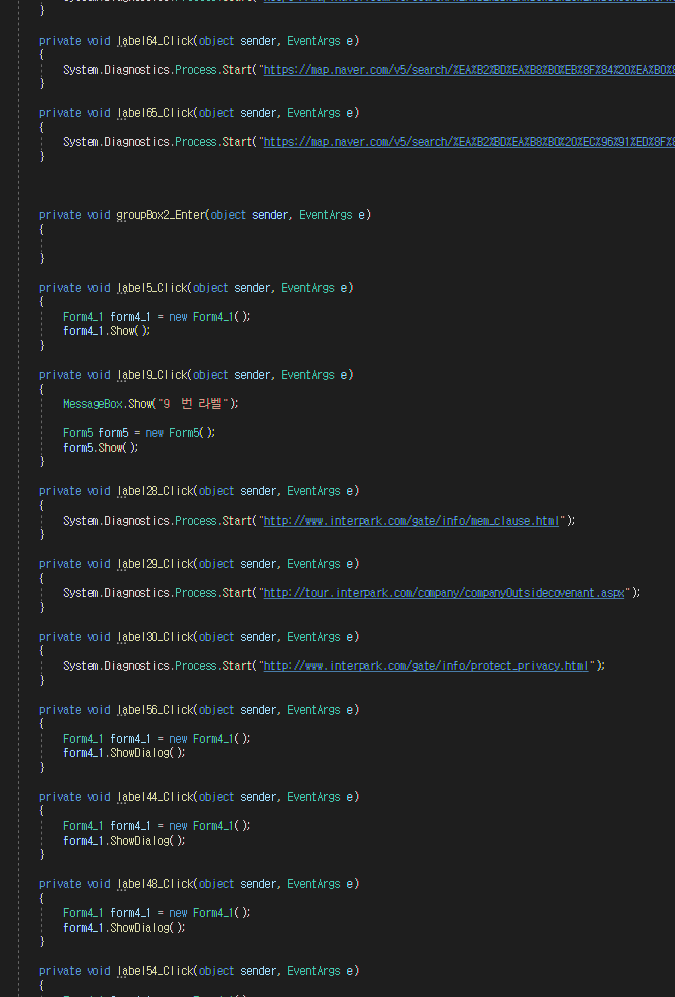 }
private void label64_Click(object sender, EventArgs e)
{
System.Diagnostics.Process.Start("https://map.naver.com/v5/search/%EA%B2%BD%EA%B8%B0%EB%8F%84%20%EA%B0%
}
private void label65_Click(object sender, EventArgs e)
{
System.Diagnostics.Process.Start("https://map.naver.com/v5/search/%EA%B2%BD%EA%B8%B0%20%EC%96%91%ED%8F%
}
private void groupBox2_Enter(object sender, EventArgs e)
{
}
private void label5_Click(object sender, EventArgs e)
{
Form4_1 form4_1 = new Form4_1();
form4_1.Show();
}
private void label9_Click(object sender, EventArgs e)
{
MessageBox.Show("9  번 라벨");
Form5 form5 = new Form5();
form5.Show();
}
private void label28_Click(object sender, EventArgs e)
{
System.Diagnostics.Process.Start("http://www.interpark.com/gate/info/mem_clause.html");
}
private void label29_Click(object sender, EventArgs e)
{
System.Diagnostics.Process.Start("http://tour.interpark.com/company/companyOutsidecovenant.aspx");
}
private void label30_Click(object sender, EventArgs e)
{
System.Diagnostics.Process.Start("http://www.interpark.com/gate/info/protect_privacy.html");
}
private void label56_Click(object sender, EventArgs e)
{
Form4_1 form4_1 = new Form4_1();
form4_1.ShowDialog();
}
private void label44_Click(object sender, EventArgs e)
{
Form4_1 form4_1 = new Form4_1();
form4_1.ShowDialog();
}
private void label48_Click(object sender, EventArgs e)
{
Form4_1 form4_1 = new Form4_1();
form4_1.ShowDialog();
}
private void label54_Click(object sender, EventArgs e)
{